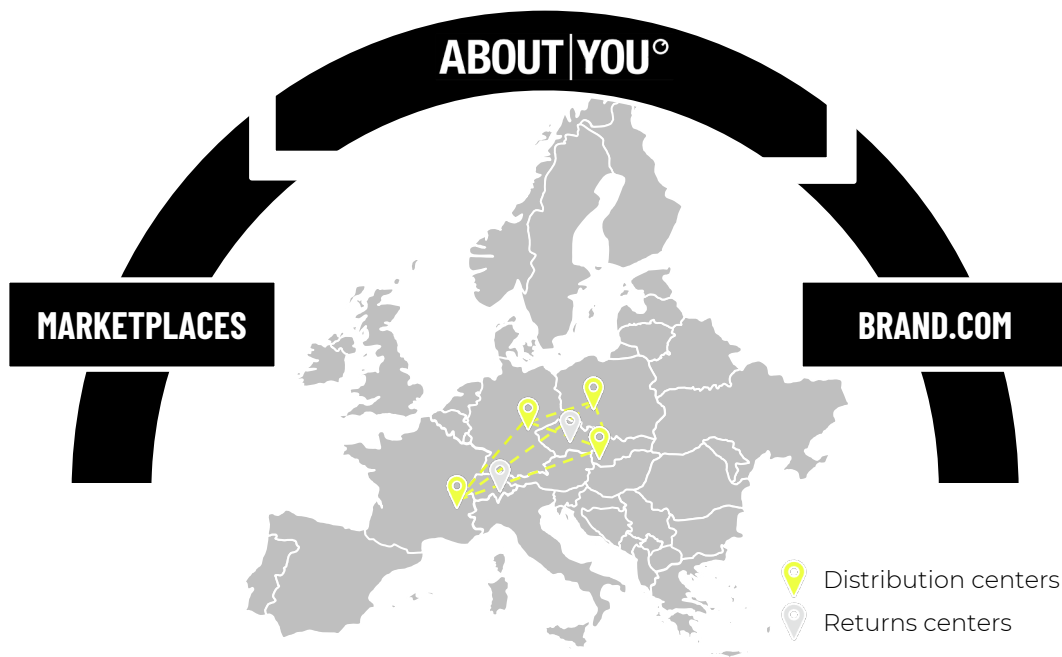 ABOUT|YOU°
MARKETPLACES
BRAND.COM
Distribution centers
Returns centers